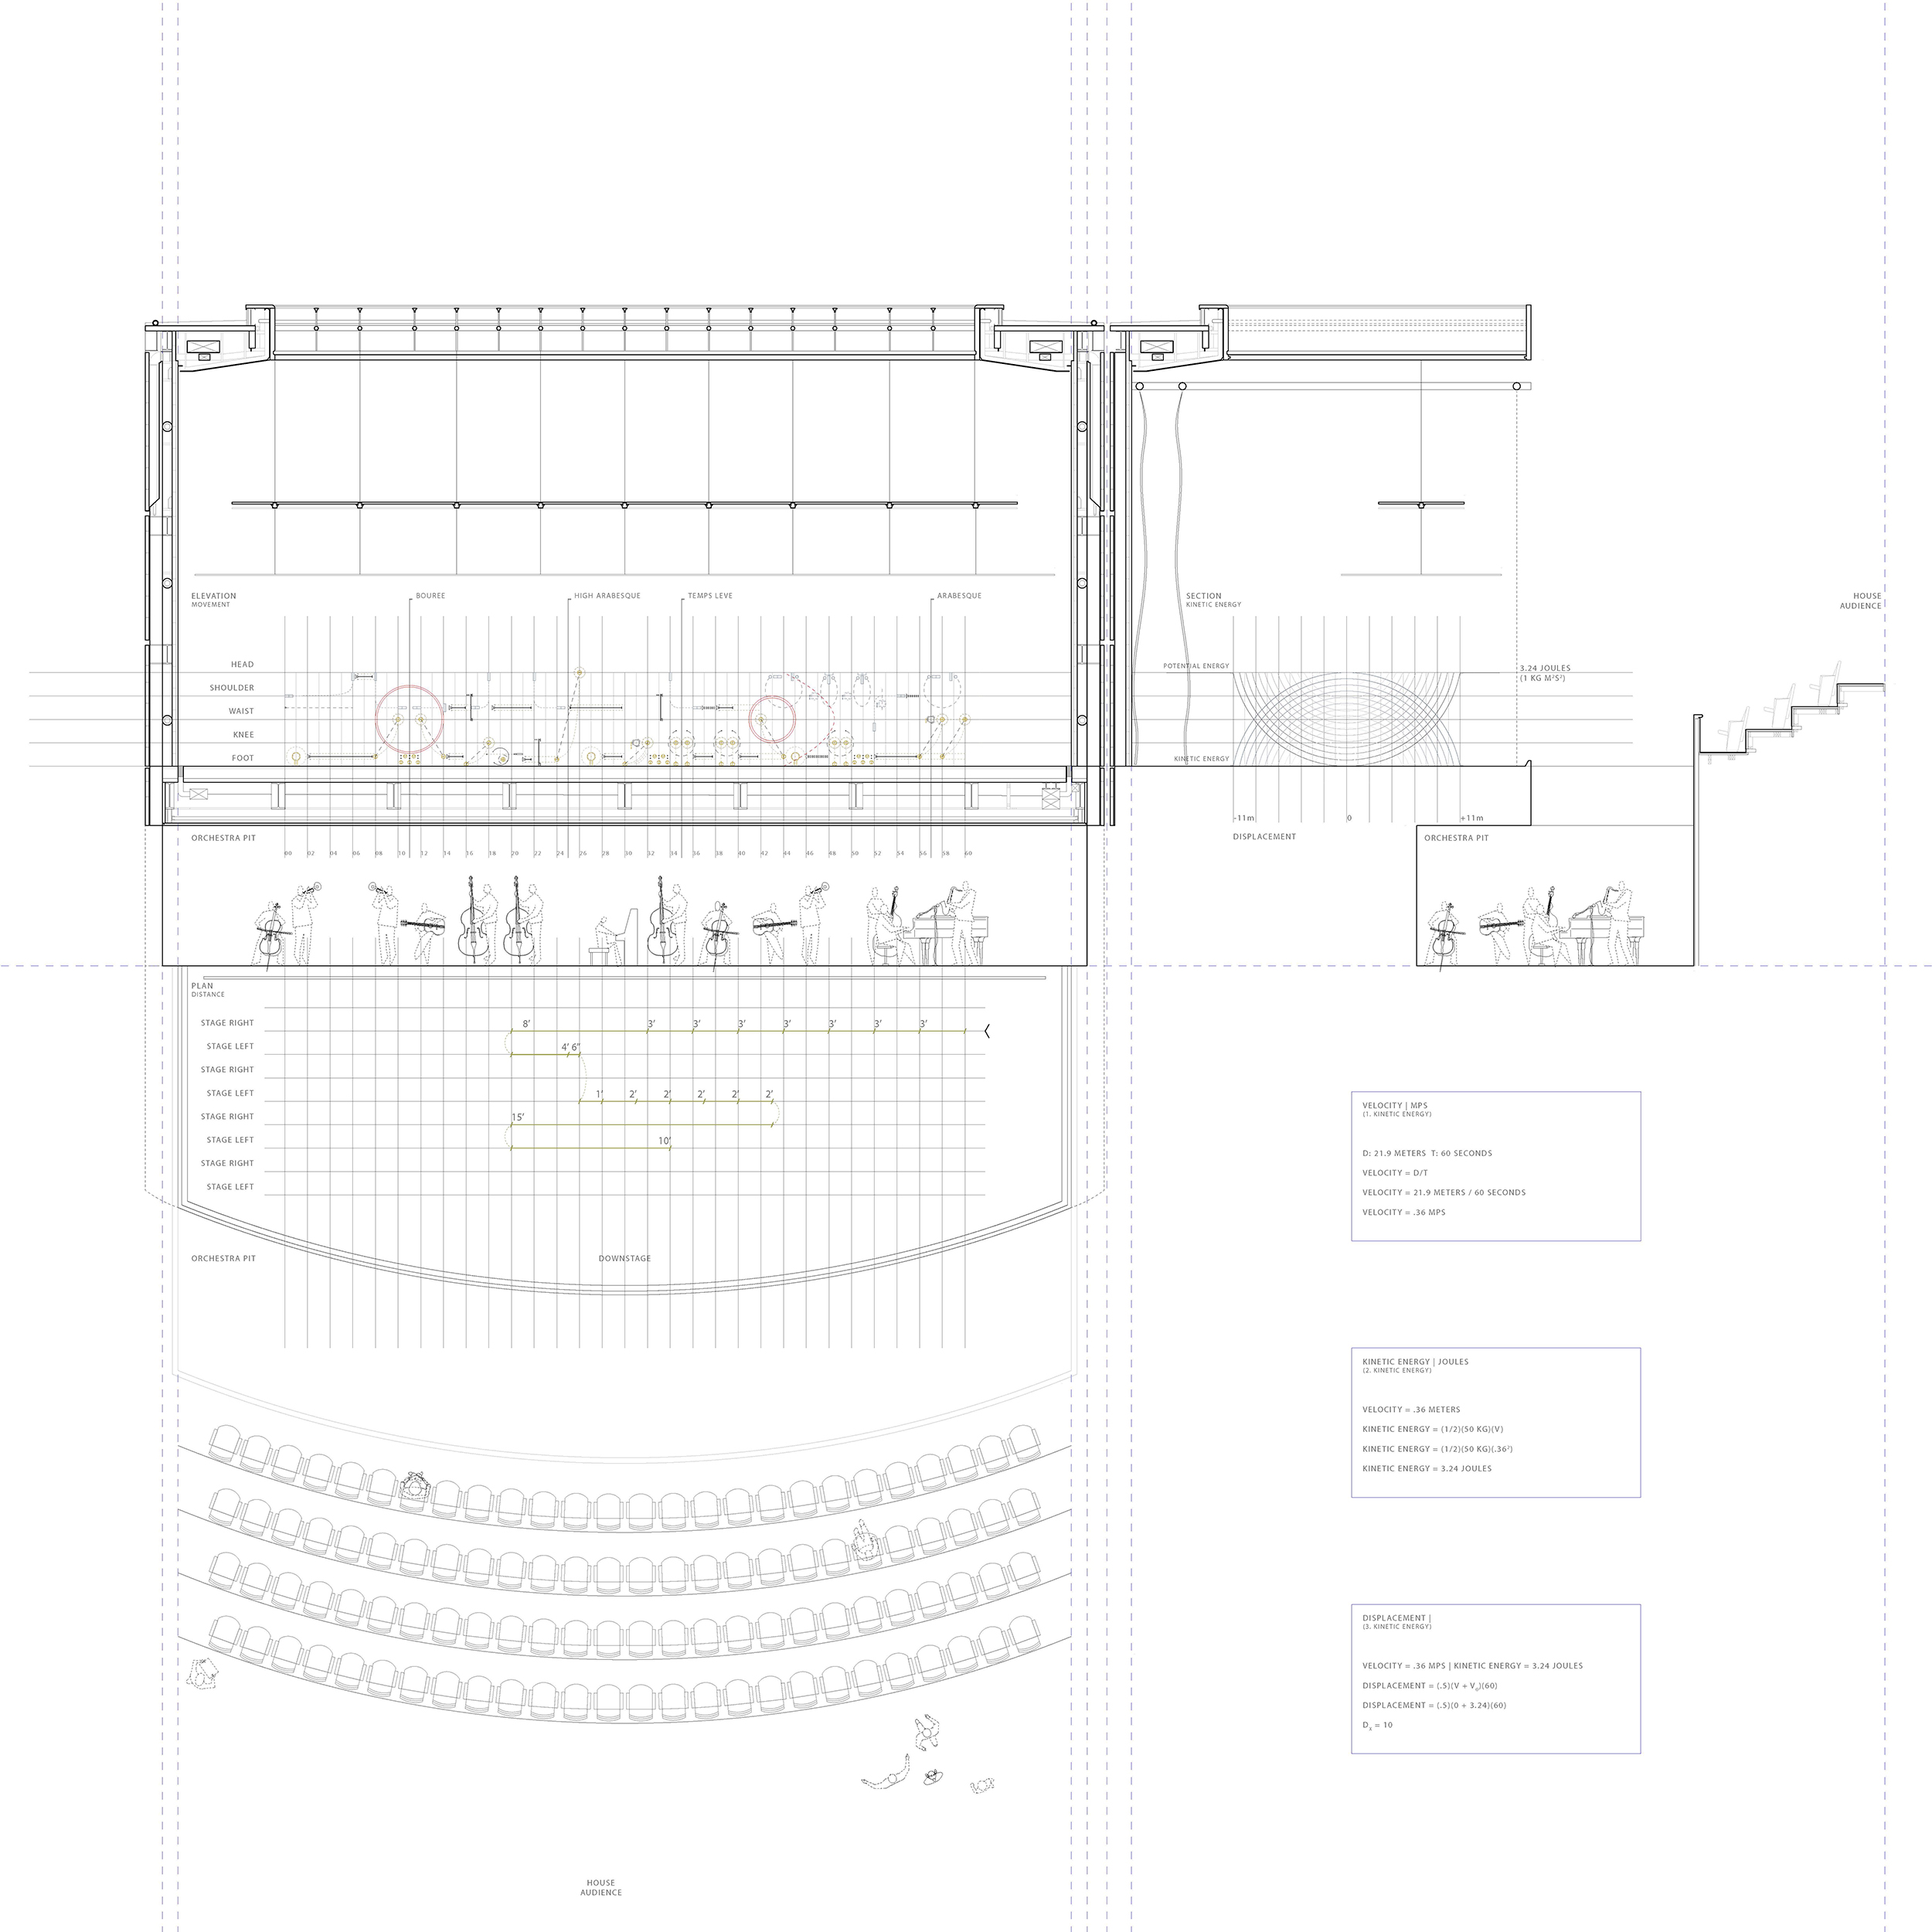 ELEVATION
MOVEMENT
BOUREE
HIGH ARABESQUE
TEMPS LEVE
ARABESQUE
SECTION
KINETIC ENERGY
HOUSE
AUDIENCE
HEAD
SHOULDER
WAIST
KNEE
FOOT
POTENTIAL ENERGY
3.24 JOULES
(1 KG M²S²)
KINETIC ENERGY
-11m
0
+11m
DISPLACEMENT
ORCHESTRA PIT
ORCHESTRA PIT
00 02 04 06 08 10 12 14 16 18 20 22 24 26 28 30 32 34 36 38 40 42 44 46 48 50 52 54 56 58 60
PLAN
DISTANCE
STAGE RIGHT
8' 3' 3' 3' 3' 3' 3' 3'
STAGE LEFT
4' 6"
STAGE RIGHT
STAGE LEFT
1' 2' 2' 2' 2' 2'
STAGE RIGHT
15'
STAGE LEFT
10'
STAGE RIGHT
STAGE LEFT
ORCHESTRA PIT
DOWNSTAGE
VELOCITY | MPS
(1. KINETIC ENERGY)
D: 21.9 METERS T: 60 SECONDS
VELOCITY = D/T
VELOCITY = 21.9 METERS / 60 SECONDS
VELOCITY = .36 MPS
KINETIC ENERGY | JOULES
(2. KINETIC ENERGY)
VELOCITY = .36 METERS
KINETIC ENERGY = (1/2)(50 KG)(V)
KINETIC ENERGY = (1/2)(50 KG)(.36²)
KINETIC ENERGY = 3.24 JOULES
DISPLACEMENT |
(3. KINETIC ENERGY)
VELOCITY = .36 MPS | KINETIC ENERGY = 3.24 JOULES
DISPLACEMENT = (.5)(V + V₀)(60)
DISPLACEMENT = (.5)(0 + 3.24)(60)
Dₓ = 10
HOUSE
AUDIENCE